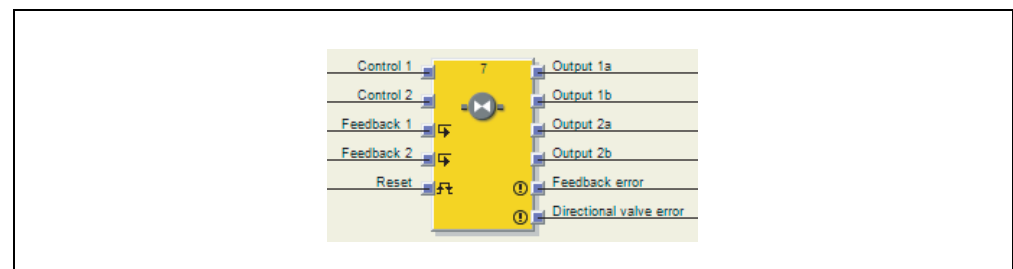 Control 1
7
Output 1a
Control 2
Output 1b
Feedback 1
Output 2a
Feedback 2
Output 2b
Reset
Feedback error
Directional valve error